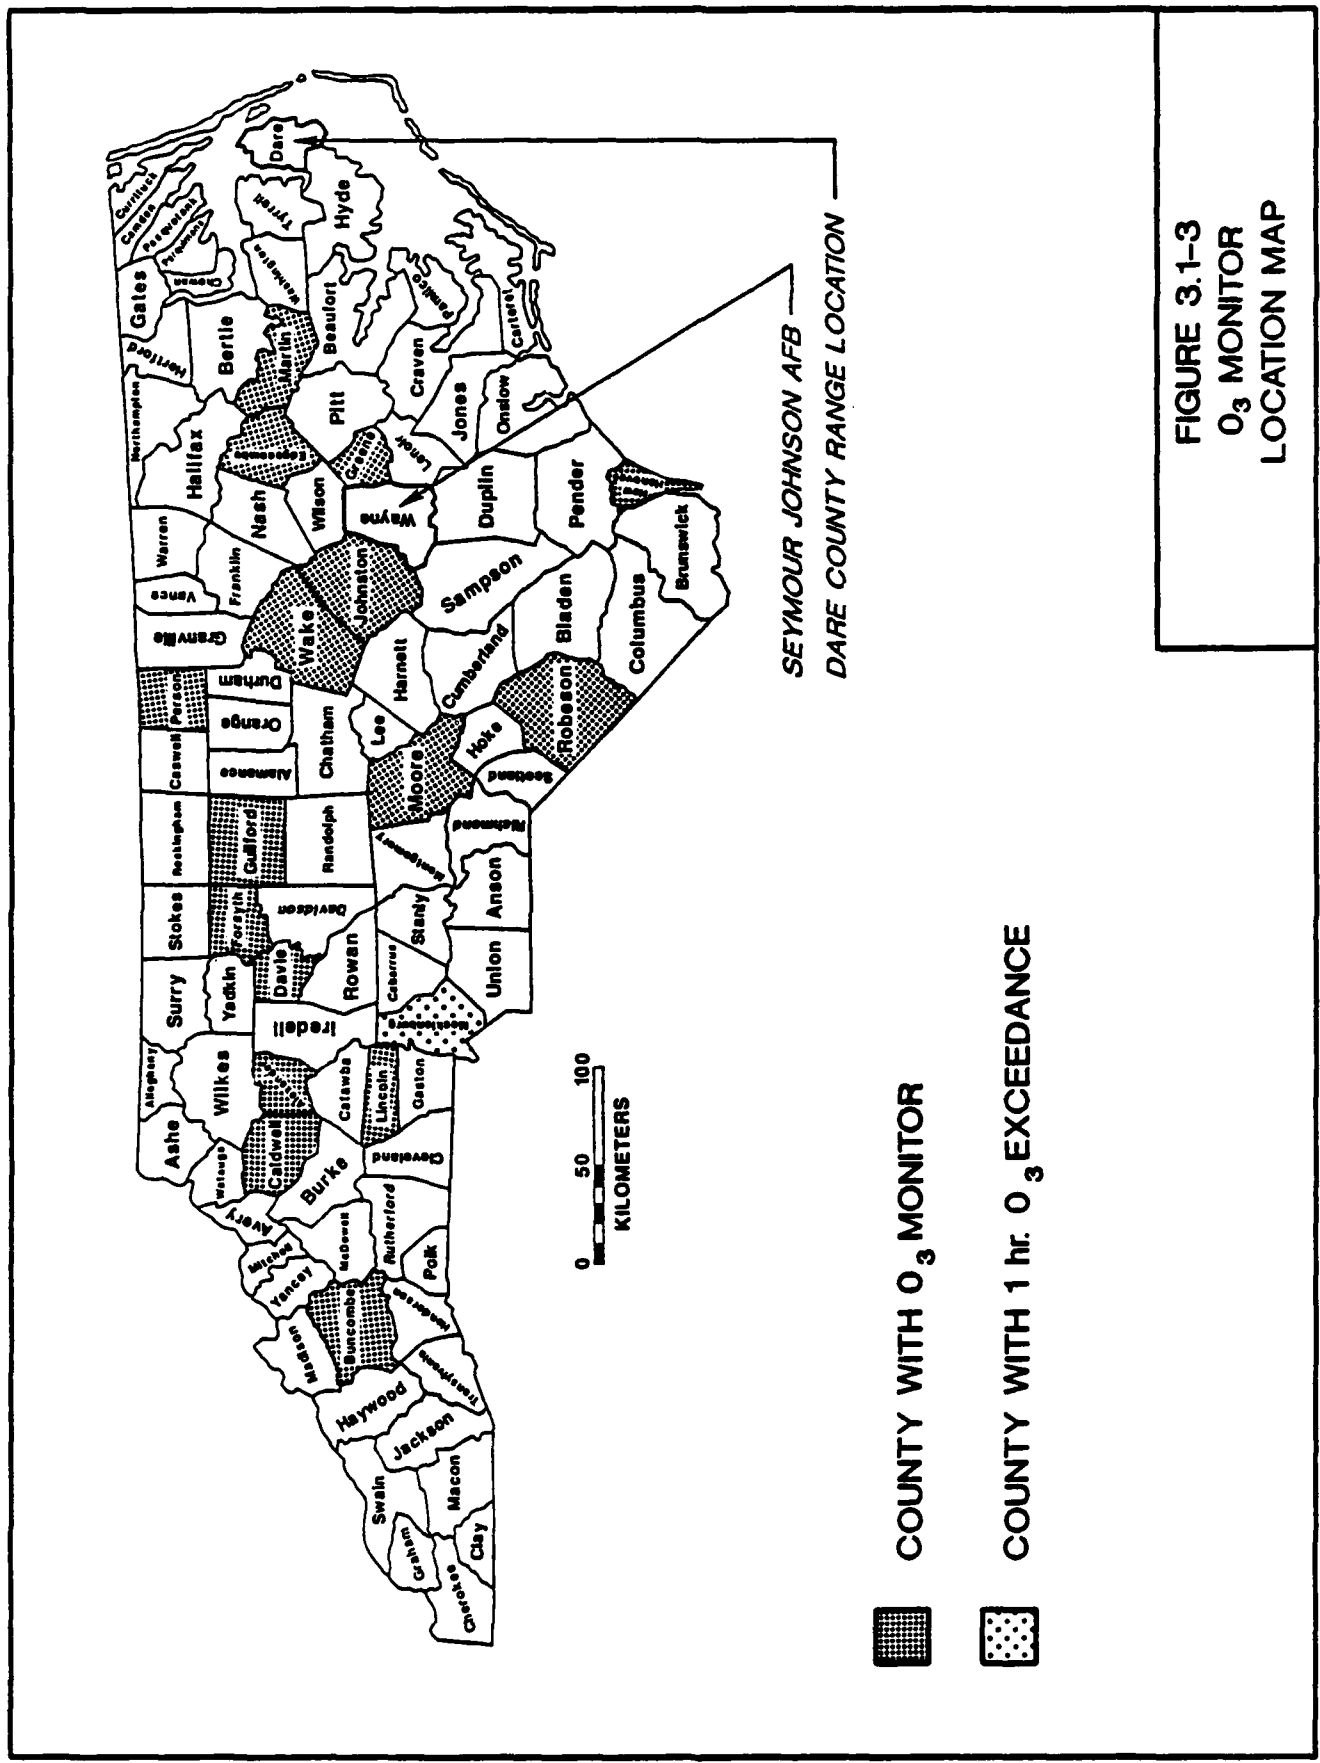 Cherokee
Graham
Clay
Swain
Macon
Jackson
Haywood
Transylvania
Madison
Buncombe
Henderson
Yancey
Mitchell
Avery
McDowell
Rutherford
Polk
Burke
Cleveland
Watauga
Caldwell
Ashe
Alleghany
Wilkes
Catawba
Lincoln
Gaston
Iredell
Mecklenburg
Surry
Yadkin
Davie
Rowan
Cabarrus
Union
Stokes
Forsyth
Davidson
Stanly
Anson
Rockingham
Guilford
Randolph
Montgomery
Richmond
Caswell
Alamance
Chatham
Moore
Scotland
Hoke
Person
Orange
Durham
Lee
Robeson
Granville
Wake
Harnett
Cumberland
Vance
Franklin
Johnston
Sampson
Bladen
Columbus
Warren
Nash
Wilson
Wayne
Duplin
Pender
Brunswick
New Hanover
Northampton
Halifax
Edgecombe
Greene
Lenoir
Pitt
Jones
Onslow
Hertford
Bertie
Martin
Craven
Carteret
Gates
Chowan
Washington
Beaufort
Pamlico
Perquimans
Pasquotank
Camden
Currituck
Tyrrell
Hyde
Dare
0 50 100
KILOMETERS
SEYMOUR JOHNSON AFB
DARE COUNTY RANGE LOCATION
COUNTY WITH O3 MONITOR
COUNTY WITH 1 hr. O3 EXCEEDANCE
FIGURE 3.1-3
O3 MONITOR
LOCATION MAP